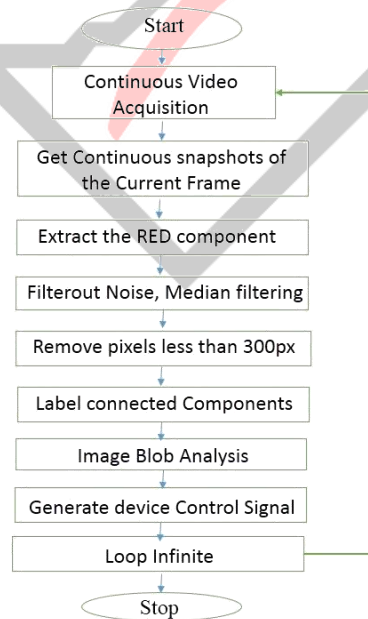 Start
Continuous Video
Acquisition
Get Continuous snapshots of
the Current Frame
Extract the RED component
Filterout Noise, Median filtering
Remove pixels less than 300px
Label connected Components
Image Blob Analysis
Generate device Control Signal
Loop Infinite
Stop